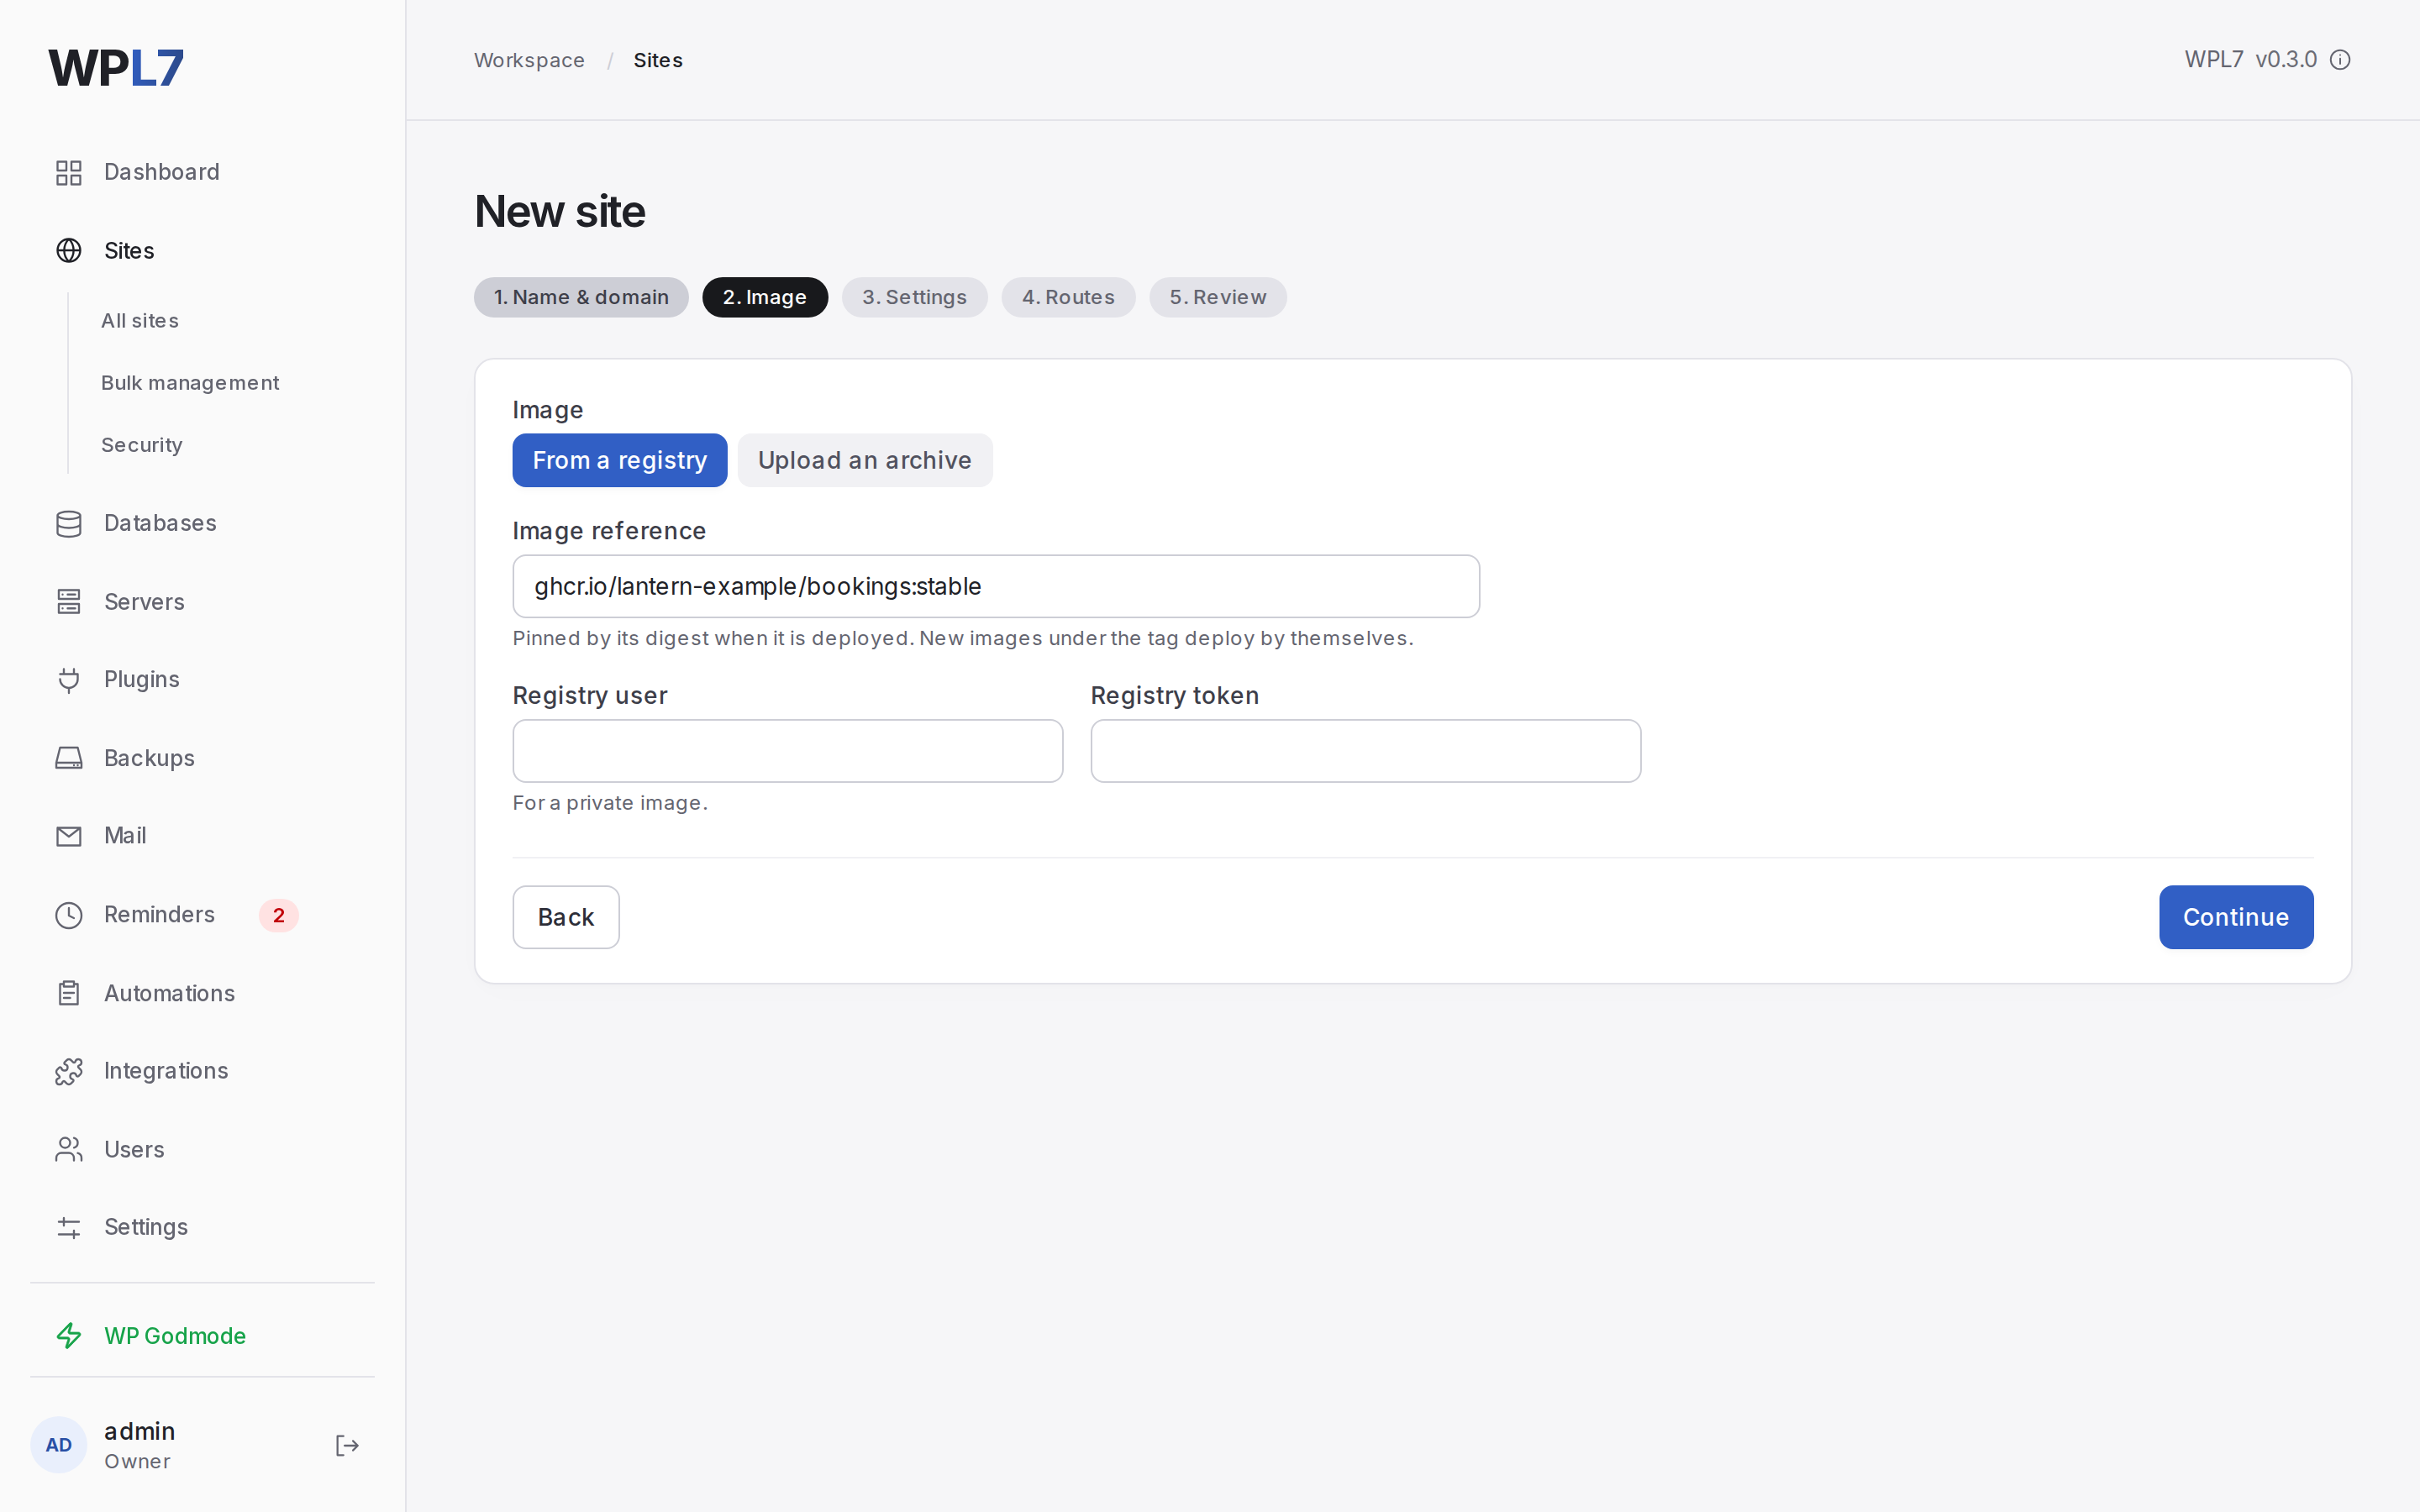 WPL7
Workspace / Sites
WPL7 v0.3.0
Dashboard
Sites
All sites
Bulk management
Security
Databases
Servers
Plugins
Backups
Mail
Reminders 2
Automations
Integrations
Users
Settings
WP Godmode
AD
admin
Owner
New site
1. Name & domain
2. Image
3. Settings
4. Routes
5. Review
Image
From a registry
Upload an archive
Image reference
ghcr.io/lantern-example/bookings:stable
Pinned by its digest when it is deployed. New images under the tag deploy by themselves.
Registry user
Registry token
For a private image.
Back
Continue